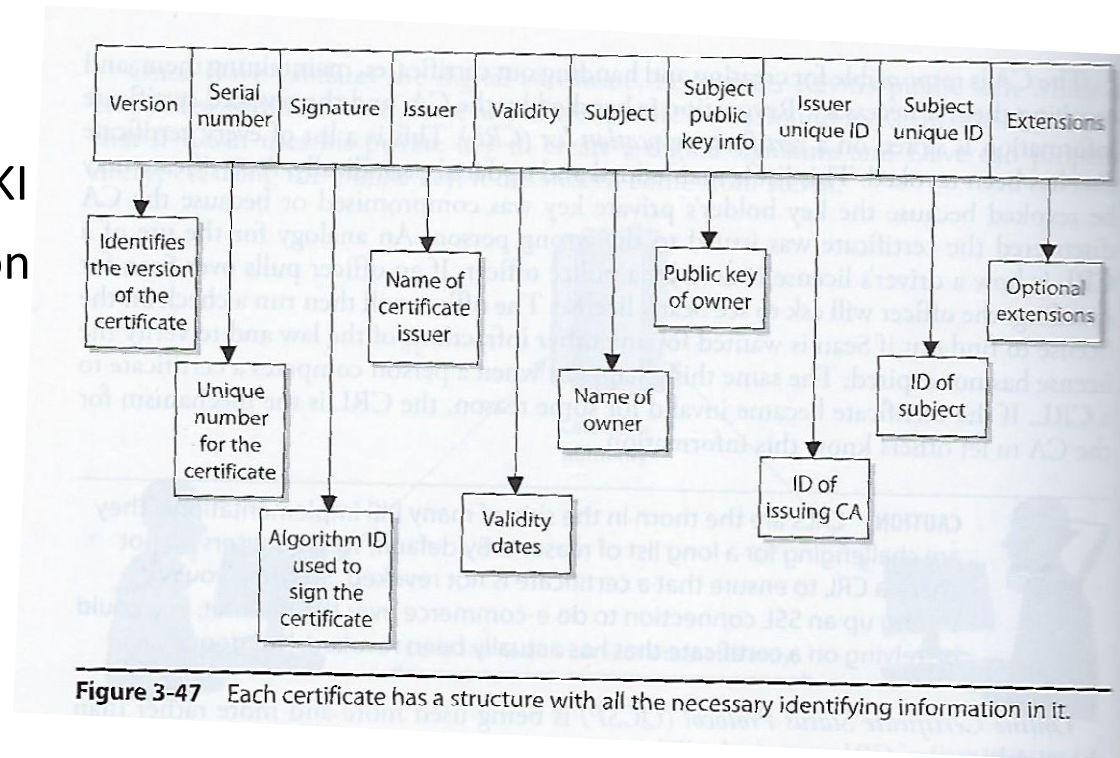 KI
on
Version
Serial
number
Signature
Issuer
Validity
Subject
Subject
public
key info
Issuer
unique ID
Subject
unique ID
Extensions
Identifies
the version
of the
certificate
Unique
number
for the
certificate
Algorithm ID
used to
sign the
certificate
Name of
certificate
issuer
Validity
dates
Name of
owner
Public key
of owner
ID of
issuing CA
ID of
subject
Optional
extensions
Figure 3-47 Each certificate has a structure with all the necessary identifying information in it.